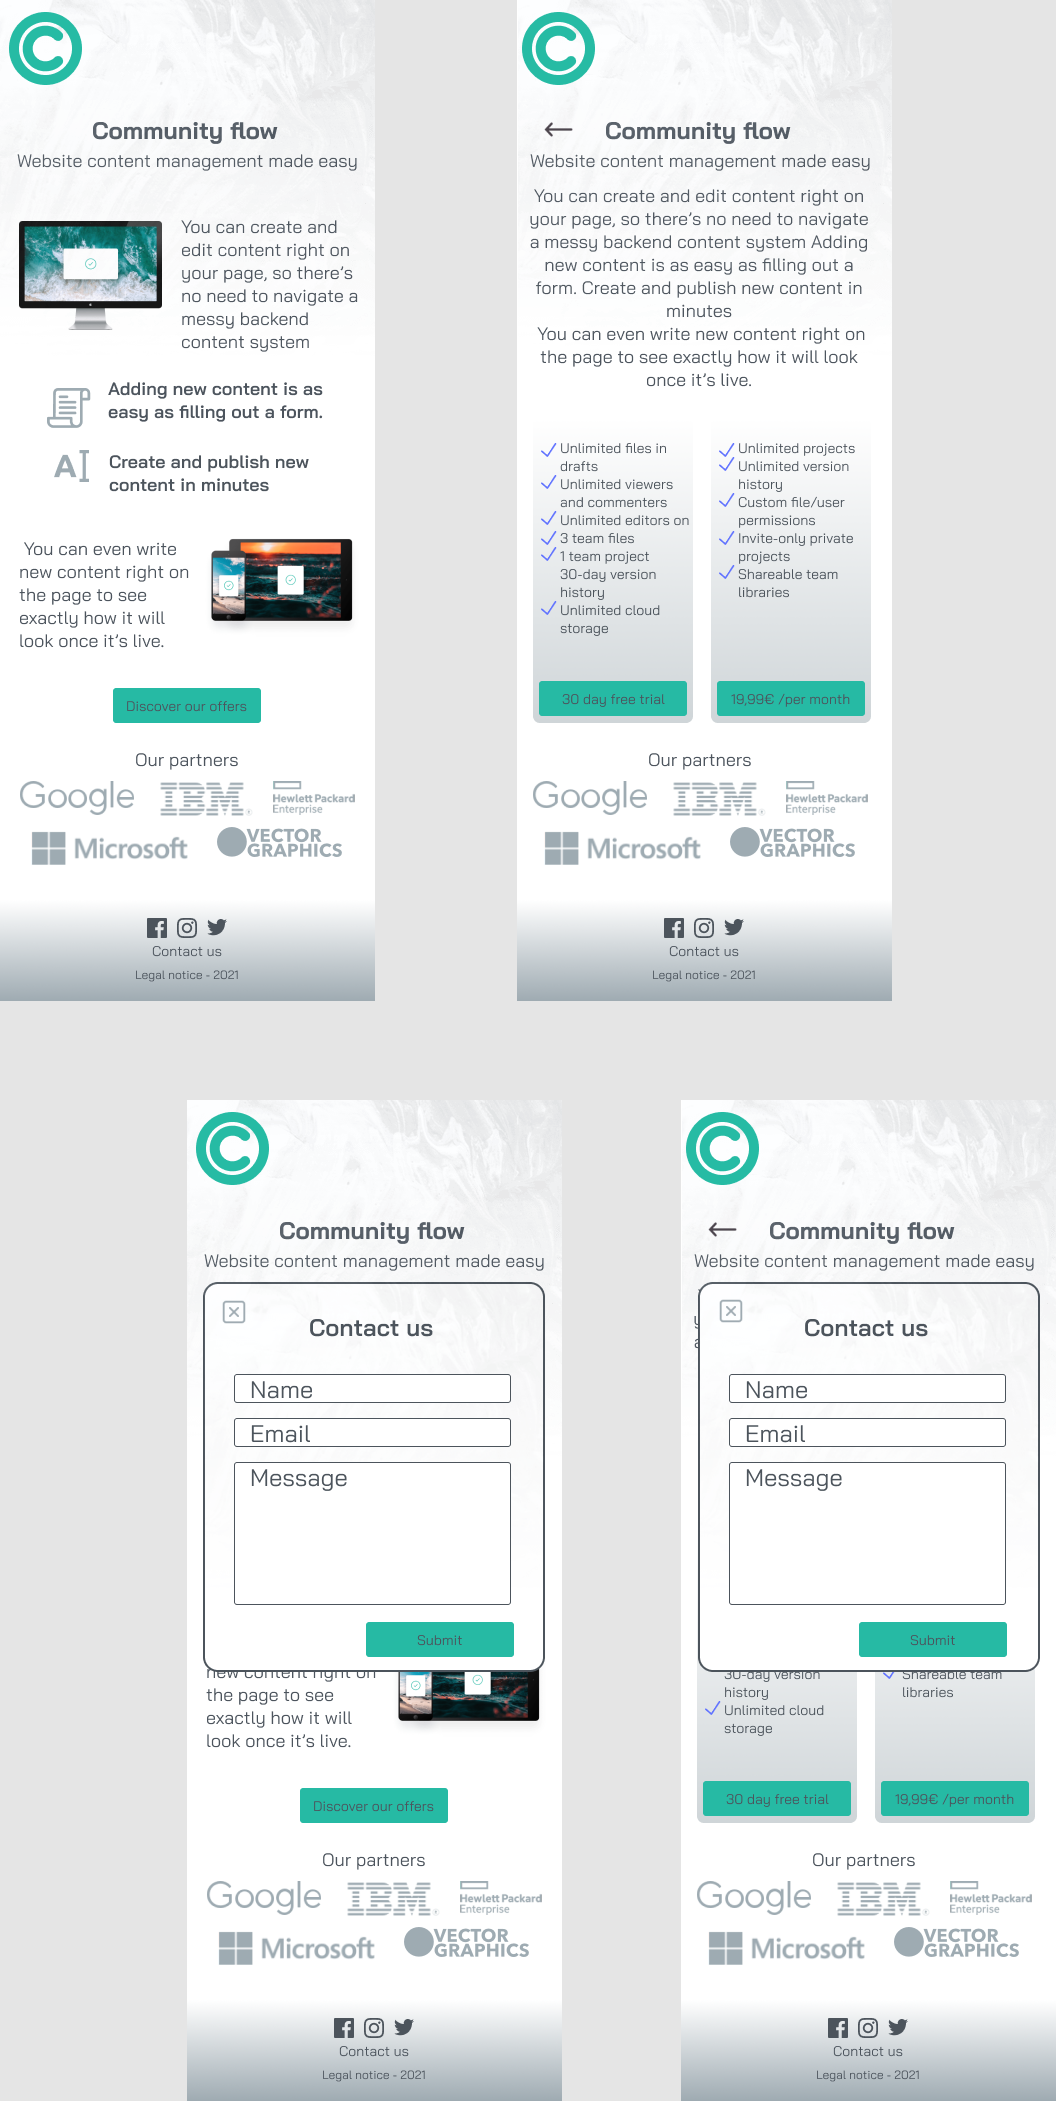 Community flow
Website content management made easy
You can create and
edit content right on
your page, so there's
no need to navigate a
messy backend
content system
Adding new content is as
easy as filling out a form.
A
Create and publish new
content in minutes
You can even write
new content right on
the page to see
exactly how it will
look once it's live.
Discover our offers
Our partners
Google
IBM
Hewlett Packard
Enterprise
Microsoft
VECTOR
GRAPHICS
Contact us
Legal notice - 2021
Community flow
Website content management made easy
You can create and edit content right on
your page, so there's no need to navigate
a messy backend content system Adding
new content is as easy as filling out a
form. Create and publish new content in
minutes
You can even write new content right on
the page to see exactly how it will look
once it's live.
Unlimited files in
drafts
Unlimited viewers
and commenters
Unlimited editors on
3 team files
1 team project
30-day version
history
Unlimited cloud
storage
30 day free trial
Unlimited projects
Unlimited version
history
Custom file/user
permissions
Invite-only private
projects
Shareable team
libraries
19,99€ /per month
Our partners
Google
IBM
Hewlett Packard
Enterprise
Microsoft
VECTOR
GRAPHICS
Contact us
Legal notice - 2021
Community flow
Website content management made easy
Contact us
Name
Email
Message
Submit
new content right on
the page to see
exactly how it will
look once it's live.
Discover our offers
Our partners
Google
IBM
Hewlett Packard
Enterprise
Microsoft
VECTOR
GRAPHICS
Contact us
Legal notice - 2021
Community flow
Website content management made easy
a
Contact us
Name
Email
Message
Submit
30-day version
history
Unlimited cloud
storage
30 day free trial
Shareable team
libraries
19,99€ /per month
Our partners
Google
IBM
Hewlett Packard
Enterprise
Microsoft
VECTOR
GRAPHICS
Contact us
Legal notice - 2021